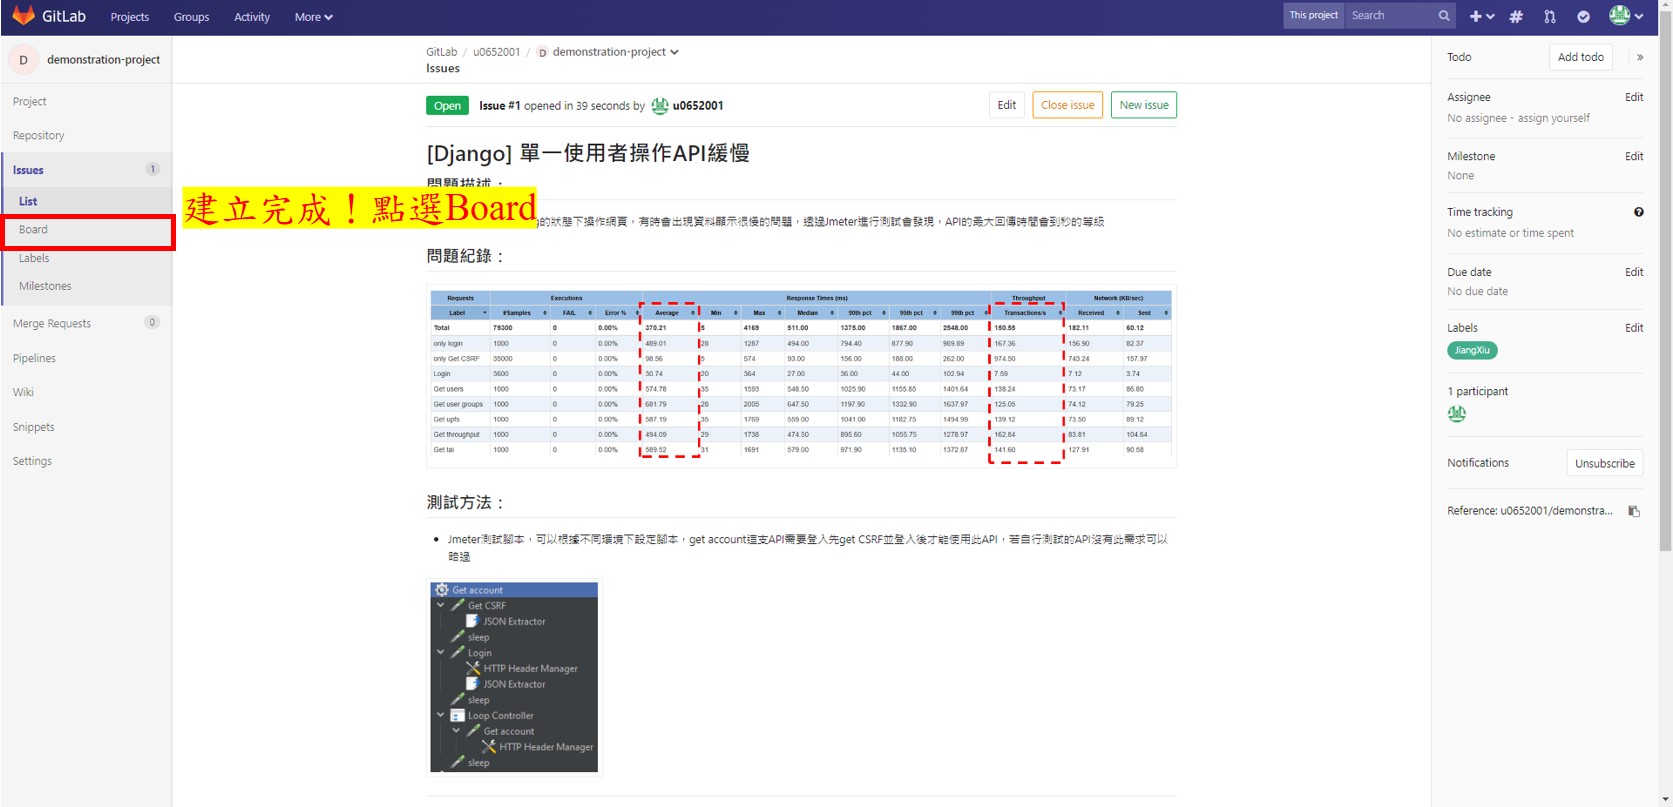 GitLab Projects Groups Activity More This project Search
D demonstration-project
Project
Repository
Issues 1
List
Board
Labels
Milestones
Merge Requests 0
Pipelines
Wiki
Snippets
Settings
建立完成！點選Board
GitLab / u0652001 / D demonstration-project
Issues
Open Issue #1 opened in 39 seconds by u0652001 Edit Close issue New issue
[Django] 單一使用者操作API緩慢
問題描述：
的狀態下操作網頁，有時會出現資料顯示很慢的問題，透過Jmeter進行測試會發現，API的最大回傳時間會到秒的等級
問題紀錄：
Requests Executions Response Times (ms) Throughput Network (KB/sec)
Label #Samples FAIL Error % Average Min Max Median 90th pct 95th pct 99th pct Transactions/s Received Sent
Total 79300 0 0.00% 370.21 5 4169 511.00 1375.00 1867.00 2548.00 150.55 182.11 60.12
only login 1000 0 0.00% 489.01 28 1287 494.00 794.40 877.90 989.89 167.36 156.90 82.37
only Get CSRF 35000 0 0.00% 98.56 5 574 93.00 156.00 188.00 262.00 974.50 743.24 157.97
Login 3600 0 0.00% 30.74 20 364 27.00 36.00 44.00 102.94 7.59 7.12 3.74
Get users 1000 0 0.00% 574.78 35 1593 548.50 1025.90 1155.85 1401.64 138.24 73.17 86.80
Get user groups 1000 0 0.00% 681.79 28 2005 647.50 1197.90 1332.90 1637.97 125.05 74.12 79.25
Get upfs 1000 0 0.00% 587.19 35 1769 559.00 1041.00 1182.75 1494.99 139.12 73.50 89.12
Get throughput 1000 0 0.00% 494.09 29 1738 474.50 895.60 1055.75 1278.97 162.84 83.81 104.64
Get tai 1000 0 0.00% 589.52 31 1691 579.00 971.90 1135.10 1372.87 141.60 127.91 90.58
測試方法：
Jmeter測試腳本，可以根據不同環境下設定腳本，get account這支API需要登入先get CSRF並登入後才能使用此API，若自行測試的API沒有此需求可以
略過
Get account
Get CSRF
JSON Extractor
sleep
Login
HTTP Header Manager
JSON Extractor
sleep
Loop Controller
Get account
HTTP Header Manager
sleep
Todo Add todo »
Assignee Edit
No assignee - assign yourself
Milestone Edit
None
Time tracking
No estimate or time spent
Due date Edit
No due date
Labels Edit
JiangXiu
1 participant
Notifications Unsubscribe
Reference: u0652001/demonstra...